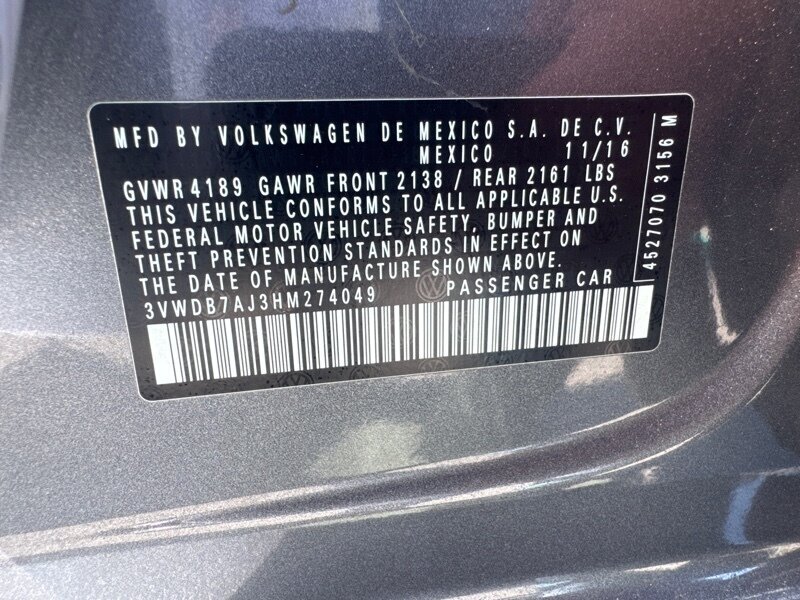 MFD BY VOLKSWAGEN DE MEXICO S.A. DE C.V.
MEXICO 11/16
GVWR 4189 GAWR FRONT 2138 / REAR 2161 LBS
THIS VEHICLE CONFORMS TO ALL APPLICABLE U.S.
FEDERAL MOTOR VEHICLE SAFETY, BUMPER AND
THEFT PREVENTION STANDARDS IN EFFECT ON
THE DATE OF MANUFACTURE SHOWN ABOVE.
3VWDB7AJ3HM274049 PASSENGER CAR
4527070 3156 M